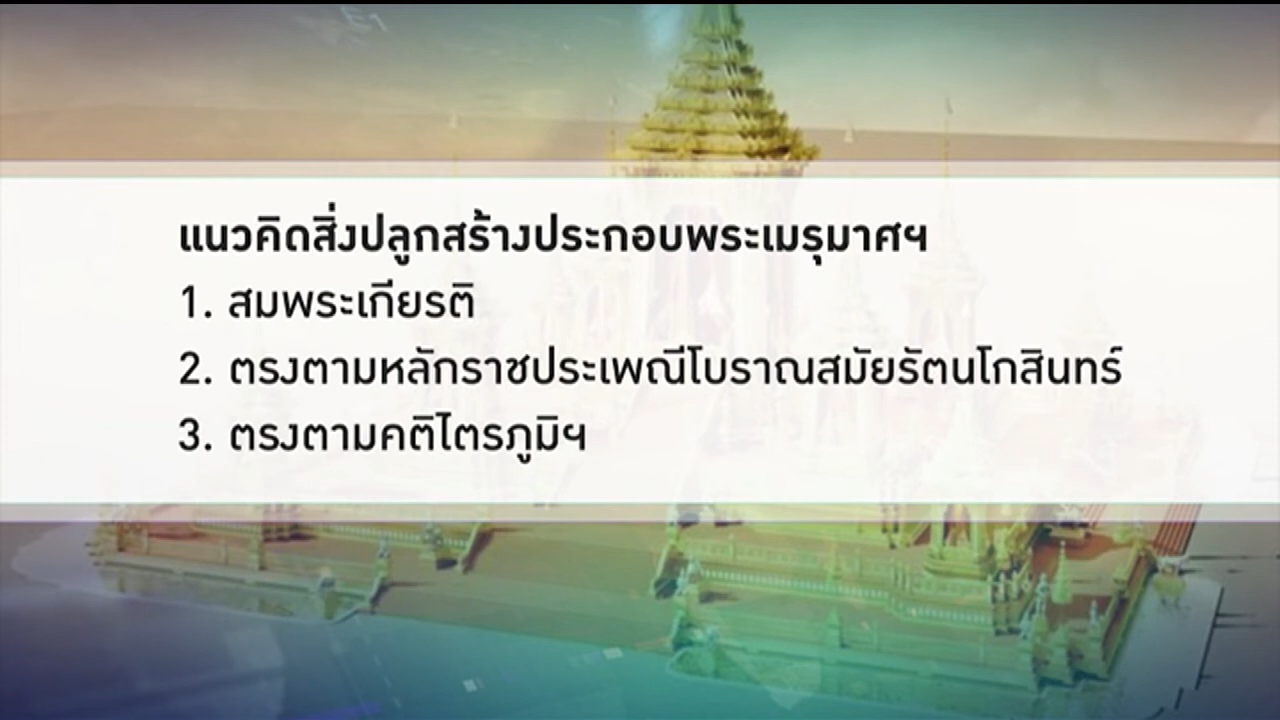 แนวคิดสิ่งปลูกสร้างประกอบพระเมรุมาศฯ
1. สมพระเกียรติ
2. ตรงตามหลักราชประเพณีโบราณสมัยรัตนโกสินทร์
3. ตรงตามคติไตรภูมิฯ